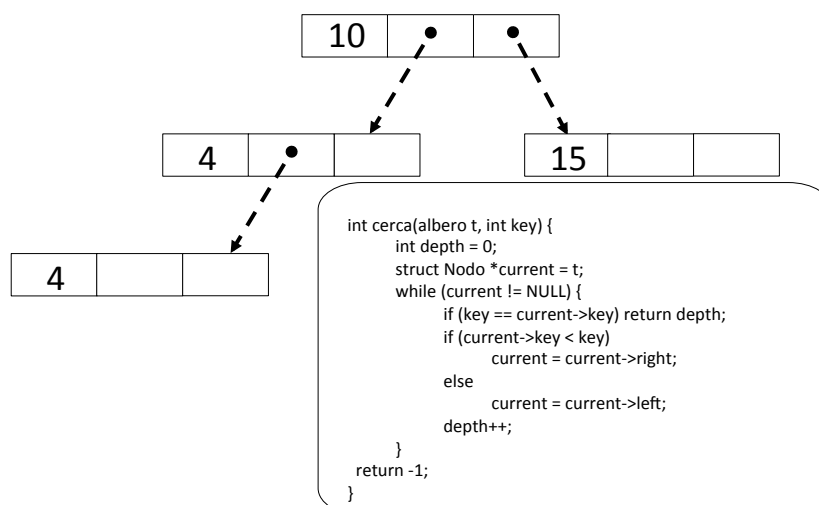 10
4
15
4
int cerca(albero t, int key) {
int depth = 0;
struct Nodo *current = t;
while (current != NULL) {
if (key == current->key) return depth;
if (current->key < key)
current = current->right;
else
current = current->left;
depth++;
}
return -1;
}